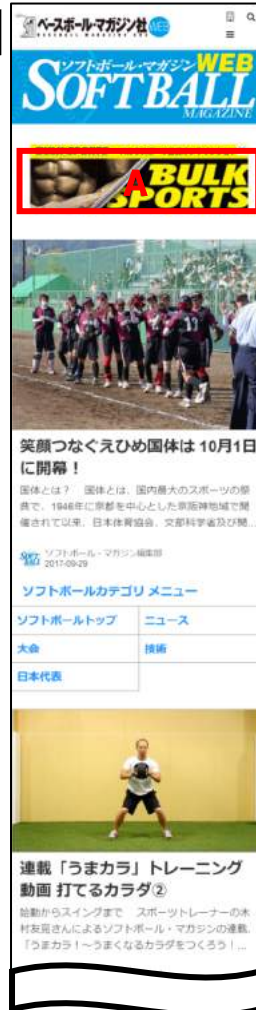 ベースボール・マガジン社 WEB
BASEBALL MAGAZINE SHA
ソフトボール・マガジンWEB
SOFTBALL
MAGAZINE
A
BULK
SPORTS
笑顔つなぐえひめ国体は 10月1日
に開幕！
国体とは？ 国体とは、国内最大のスポーツの祭
典で、1946年に京都を中心とした京阪神地域で開
催されて以来、日本体育協会、文部科学省及び開...
ソフトボール・マガジン編集部
2017-09-29
ソフトボールカテゴリ メニュー
ソフトボールトップ
ニュース
大会
技術
日本代表
連載「うまカラ」トレーニング
動画 打てるカラダ②
始動からスイングまで スポーツトレーナーの木
村友亮さんによるソフトボール・マガジンの連載、
「うまカラ！～うまくなるカラダをつくろう！...